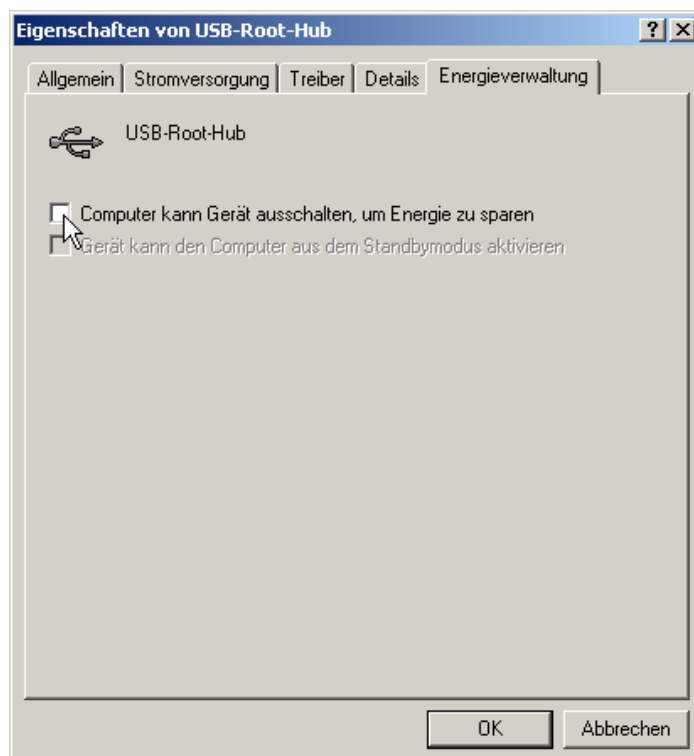 Eigenschaften von USB-Root-Hub ? X
Allgemein Stromversorgung Treiber Details Energieverwaltung
USB-Root-Hub
Computer kann Gerät ausschalten, um Energie zu sparen
Gerät kann den Computer aus dem Standbymodus aktivieren
OK Abbrechen